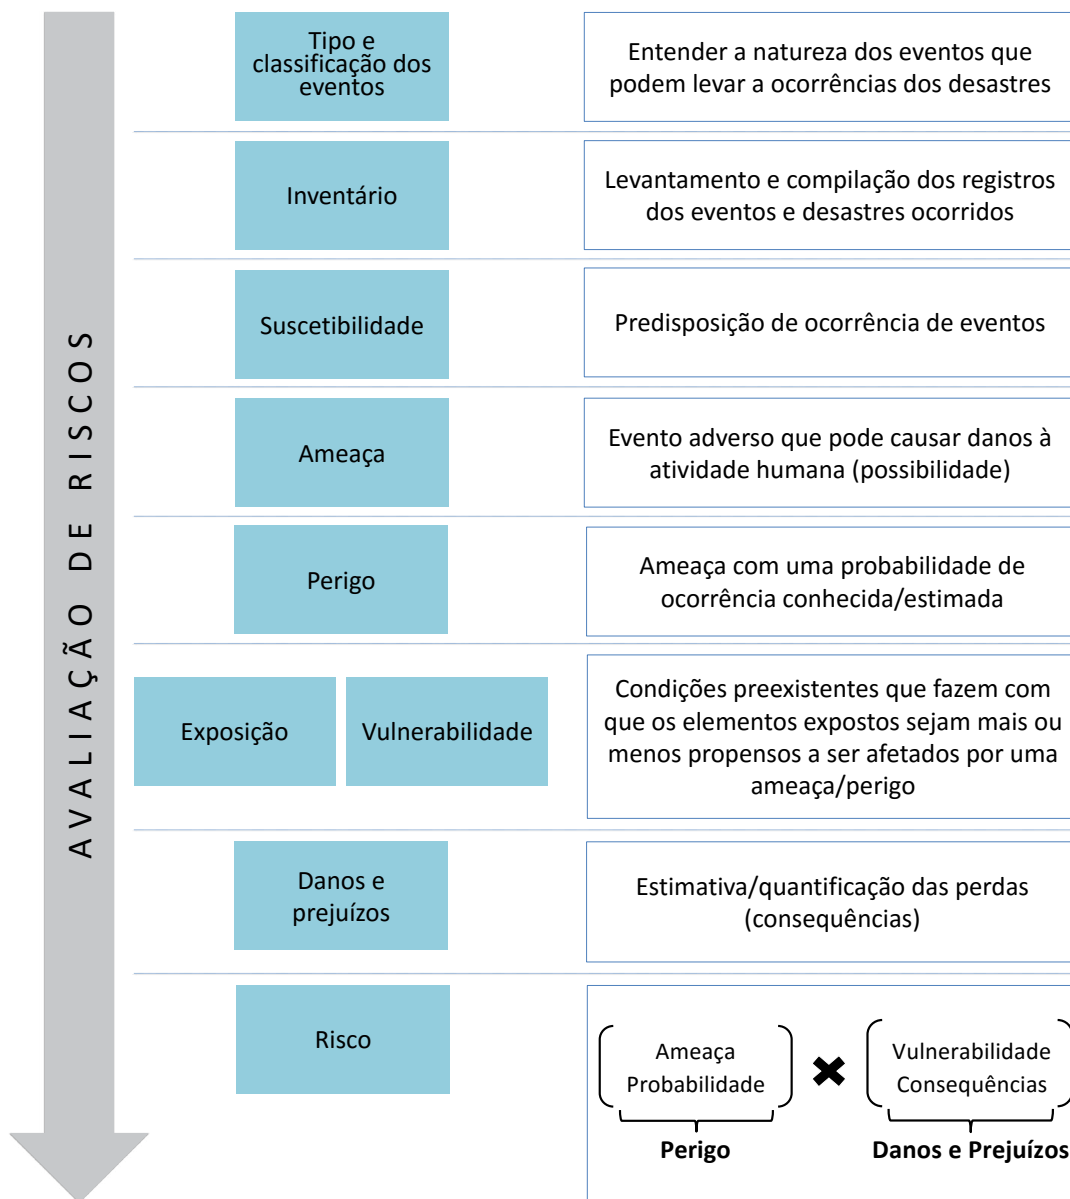 AVALIAÇÃO DE RISCOS
Tipo e
classificação dos
eventos
Entender a natureza dos eventos que
podem levar a ocorrências dos desastres
Inventário
Levantamento e compilação dos registros
dos eventos e desastres ocorridos
Suscetibilidade
Predisposição de ocorrência de eventos
Ameaça
Evento adverso que pode causar danos à
atividade humana (possibilidade)
Perigo
Ameaça com uma probabilidade de
ocorrência conhecida/estimada
Exposição
Vulnerabilidade
Condições preexistentes que fazem com
que os elementos expostos sejam mais ou
menos propensos a ser afetados por uma
ameaça/perigo
Danos e
prejuízos
Estimativa/quantificação das perdas
(consequências)
Risco
Ameaça
Probabilidade
Perigo
Vulnerabilidade
Consequências
Danos e Prejuízos